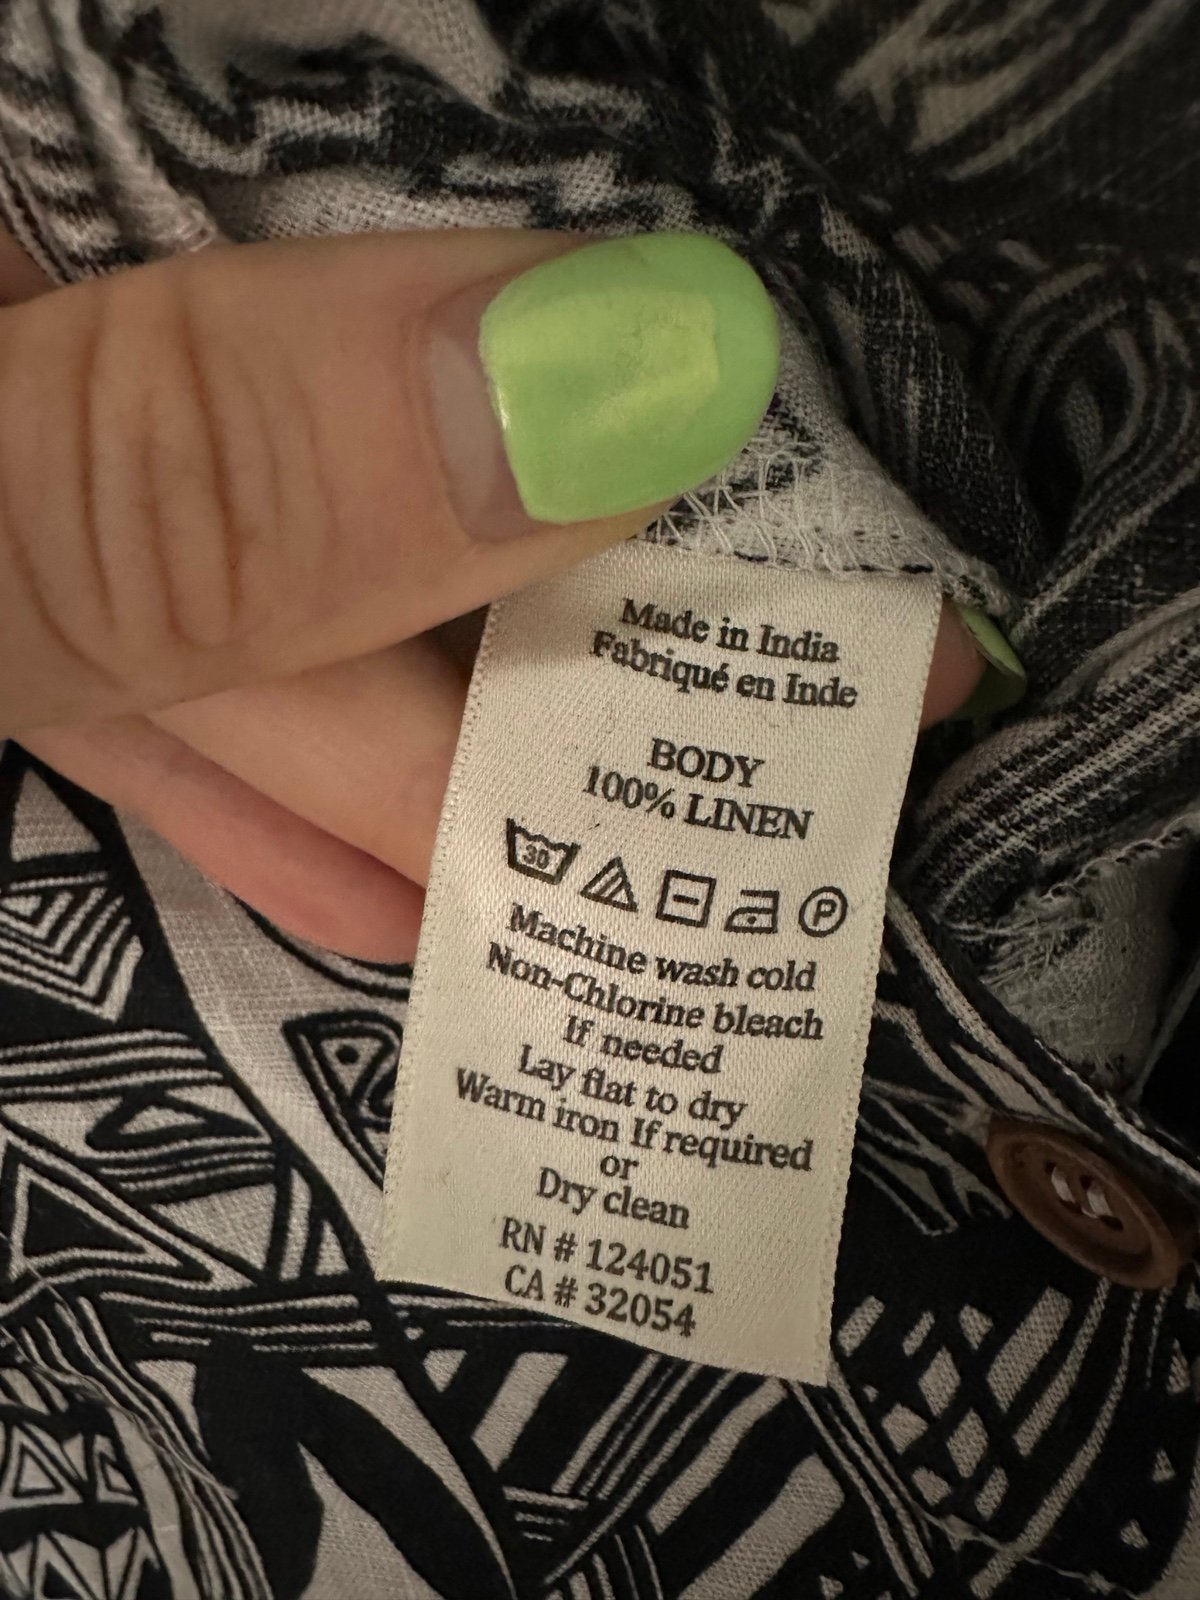 Made in India
Fabriqué en Inde
BODY
100% LINEN
30 P
Machine wash cold
Non-Chlorine bleach
If needed
Lay flat to dry
Warm iron If required
or
Dry clean
RN # 124051
CA # 32054